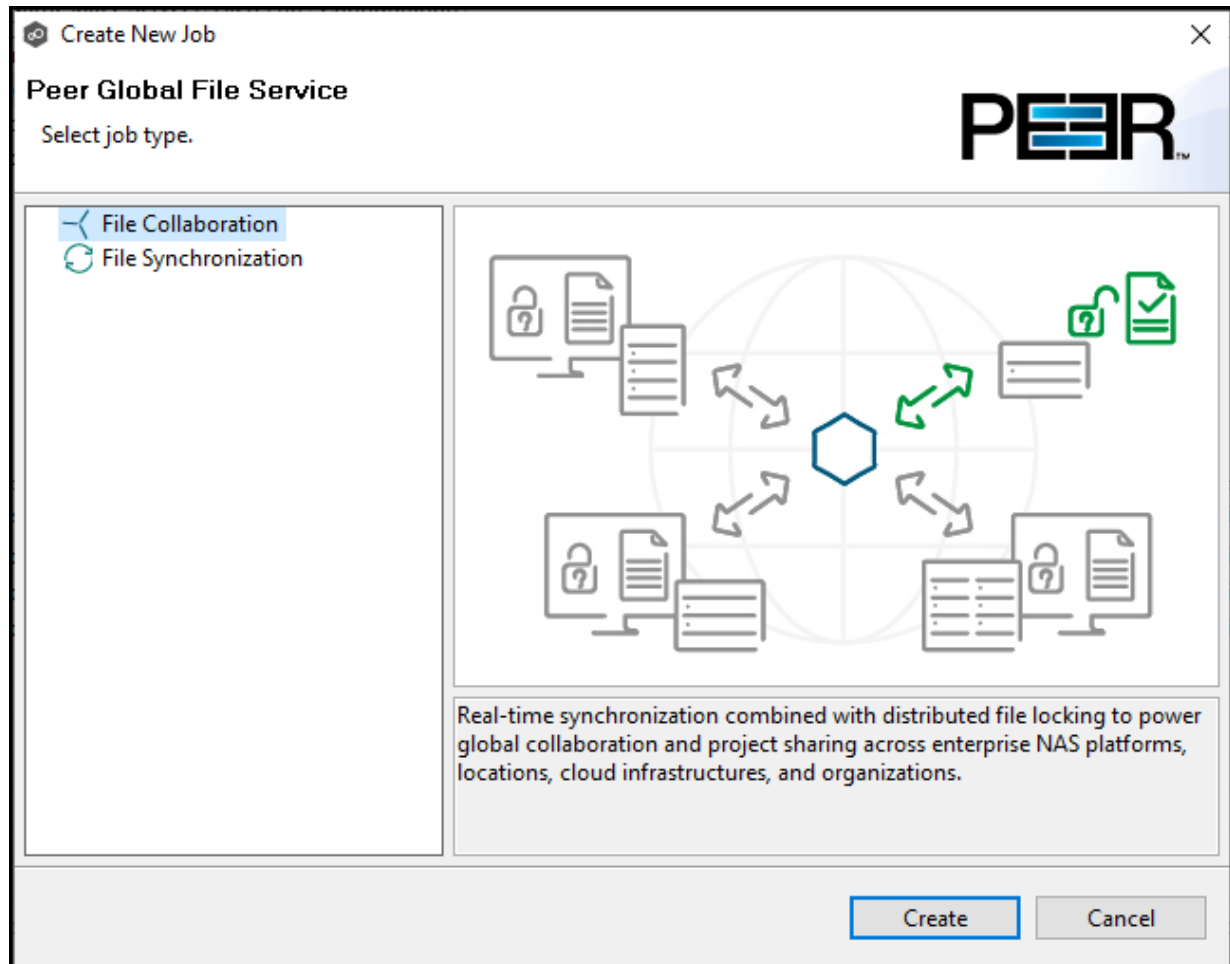 Create New Job
Peer Global File Service
Select job type.
PEER™
File Collaboration
File Synchronization
Real-time synchronization combined with distributed file locking to power
global collaboration and project sharing across enterprise NAS platforms,
locations, cloud infrastructures, and organizations.
Create
Cancel